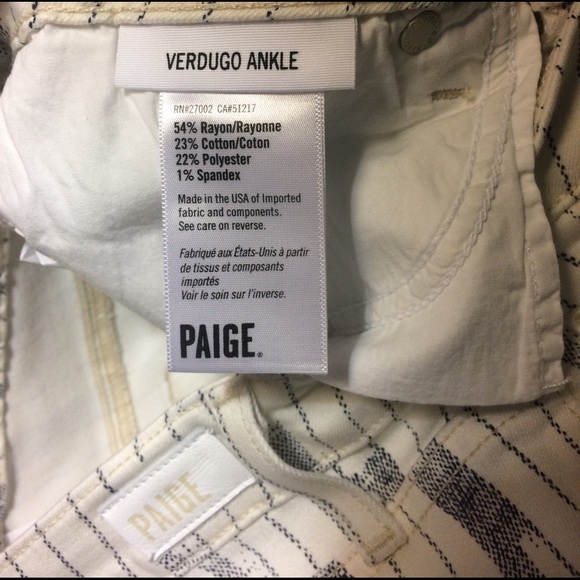 VERDUGO ANKLE
RN#27002 CA#51217
54% Rayon/Rayonne
23% Cotton/Coton
22% Polyester
1% Spandex
Made in the USA of Imported
fabric and components.
See care on reverse.
Fabriqué aux États-Unis à partir
de tissus et composants
importés
Voir le soin sur l'inverse.
PAIGE®
PAIGE